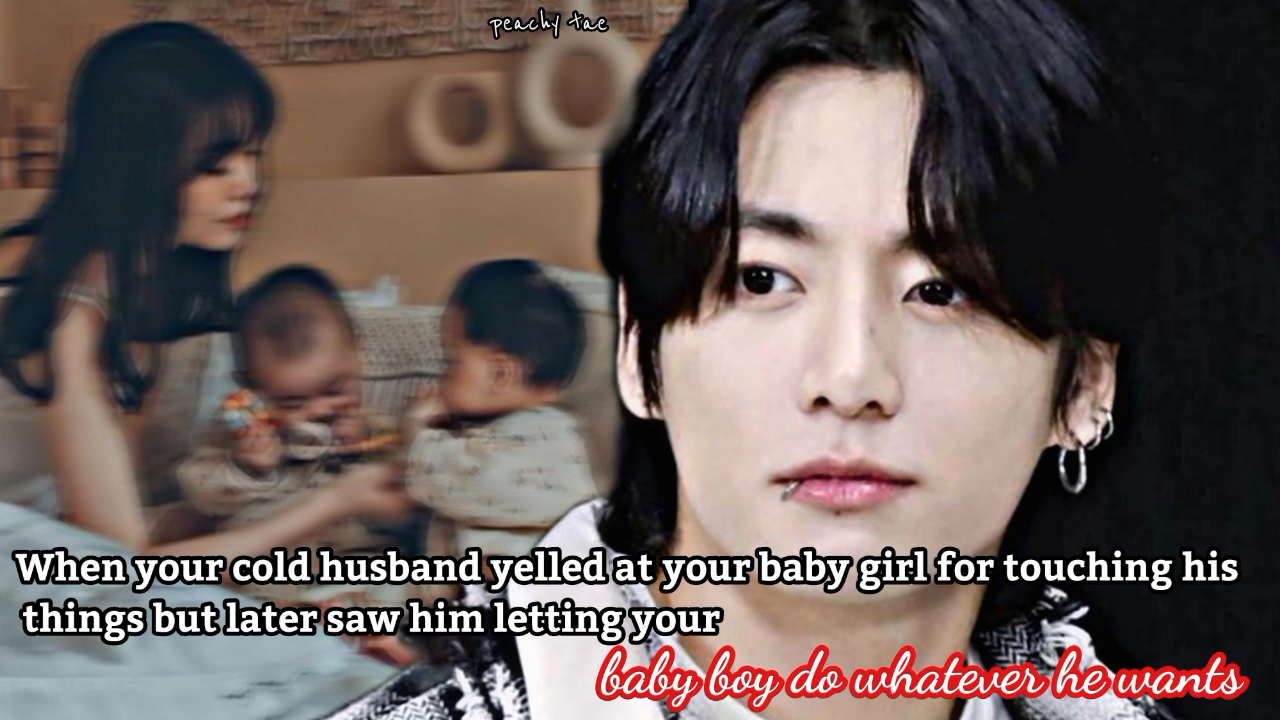 peachy tae
When your cold husband yelled at your baby girl for touching his
things but later saw him letting your
baby boy do whatever he wants